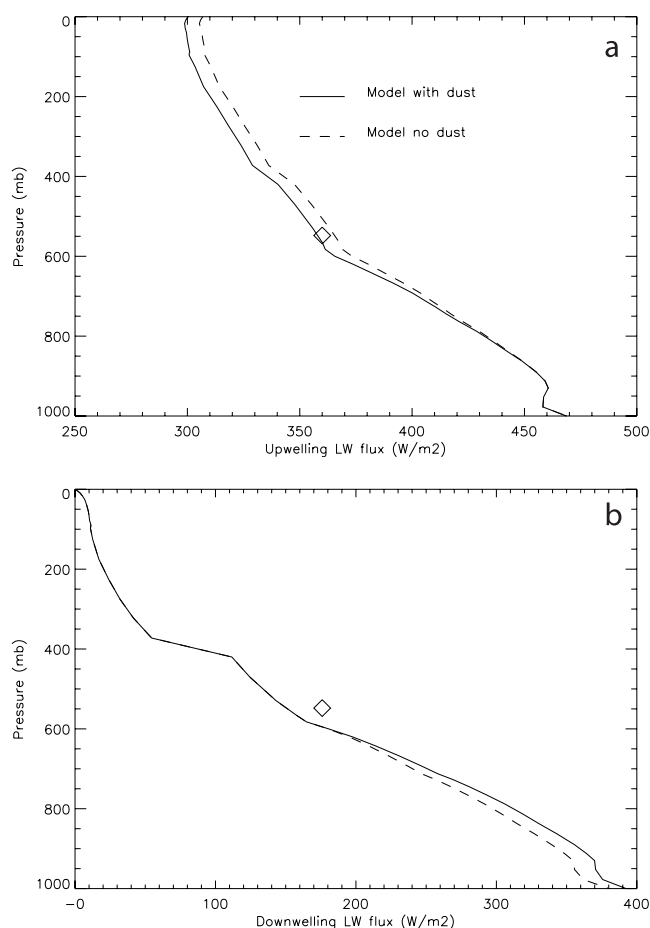 a
0
200
400
600
800
1000
Pressure (mb)
Model with dust
Model no dust
250 300 350 400 450 500
Upwelling LW flux (W/m2)
b
0
200
400
600
800
1000
Pressure (mb)
−0 100 200 300 400
Downwelling LW flux (W/m2)